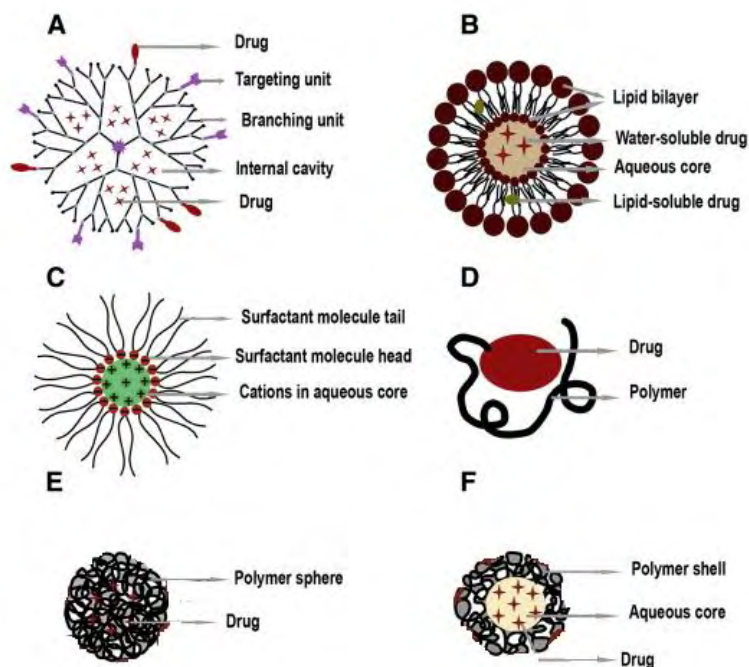 A
Drug
Targeting unit
Branching unit
Internal cavity
Drug
B
Lipid bilayer
Water-soluble drug
Aqueous core
Lipid-soluble drug
C
Surfactant molecule tail
Surfactant molecule head
Cations in aqueous core
D
Drug
Polymer
E
Polymer sphere
Drug
F
Polymer shell
Aqueous core
Drug